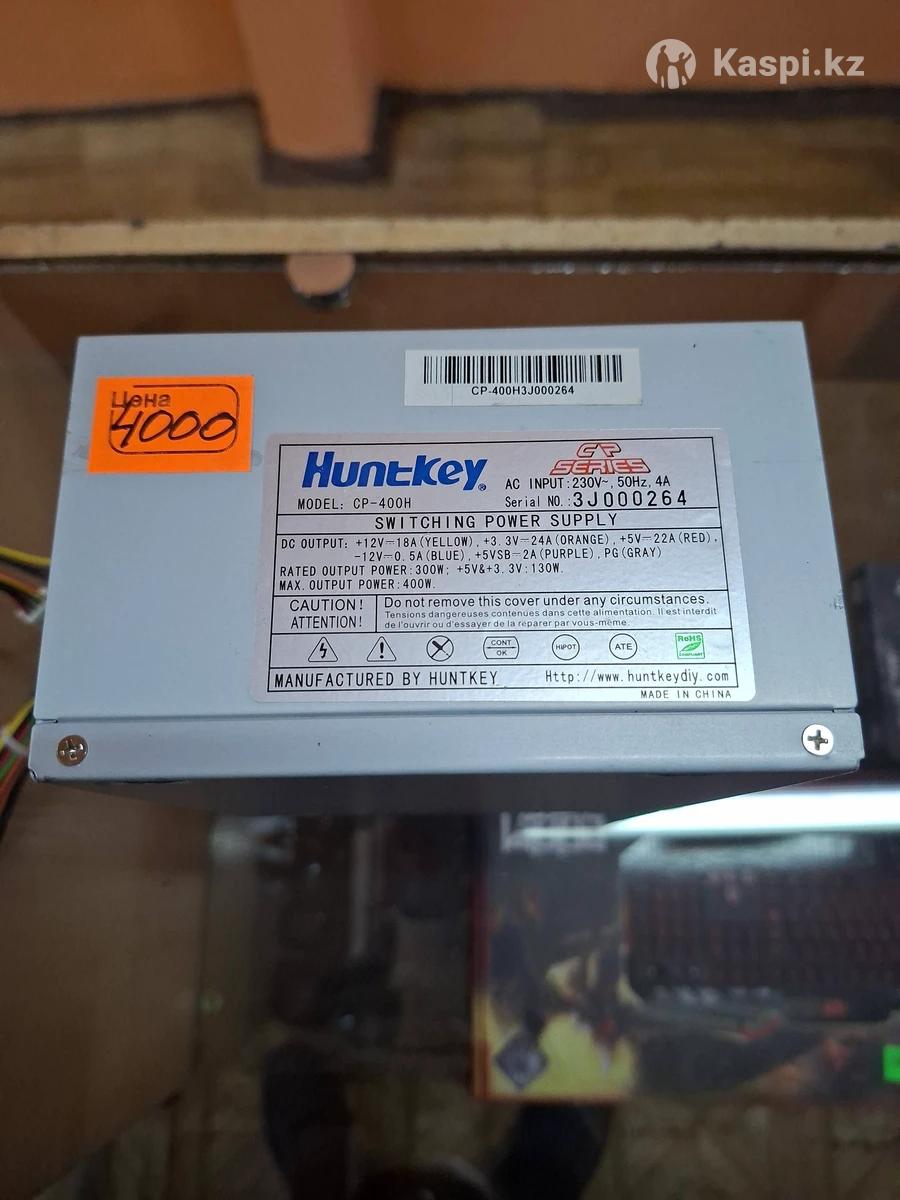 Kaspi.kz
Цена
4000
CP-400H3J000264
Huntkey®
CP
SERIES
AC INPUT:230V~, 50Hz, 4A
MODEL: CP-400H
Serial NO.:3J000264
SWITCHING POWER SUPPLY
DC OUTPUT: +12V⎓18A(YELLOW), +3.3V⎓24A(ORANGE), +5V⎓22A(RED),
-12V⎓0.5A(BLUE), +5VSB⎓2A(PURPLE), PG(GRAY)
RATED OUTPUT POWER:300W; +5V&+3.3V:130W.
MAX. OUTPUT POWER:400W.
CAUTION!
ATTENTION!
Do not remove this cover under any circumstances.
Tensions dangereuses contenues dans cette alimentation. Il est interdit
de l'ouvrir ou d'essayer de la réparer par vous-même.
CONT
OK
HIPOT
ATE
RoHS
COMPLIANT
MANUFACTURED BY HUNTKEY
Http://www.huntkeydiy.com
MADE IN CHINA